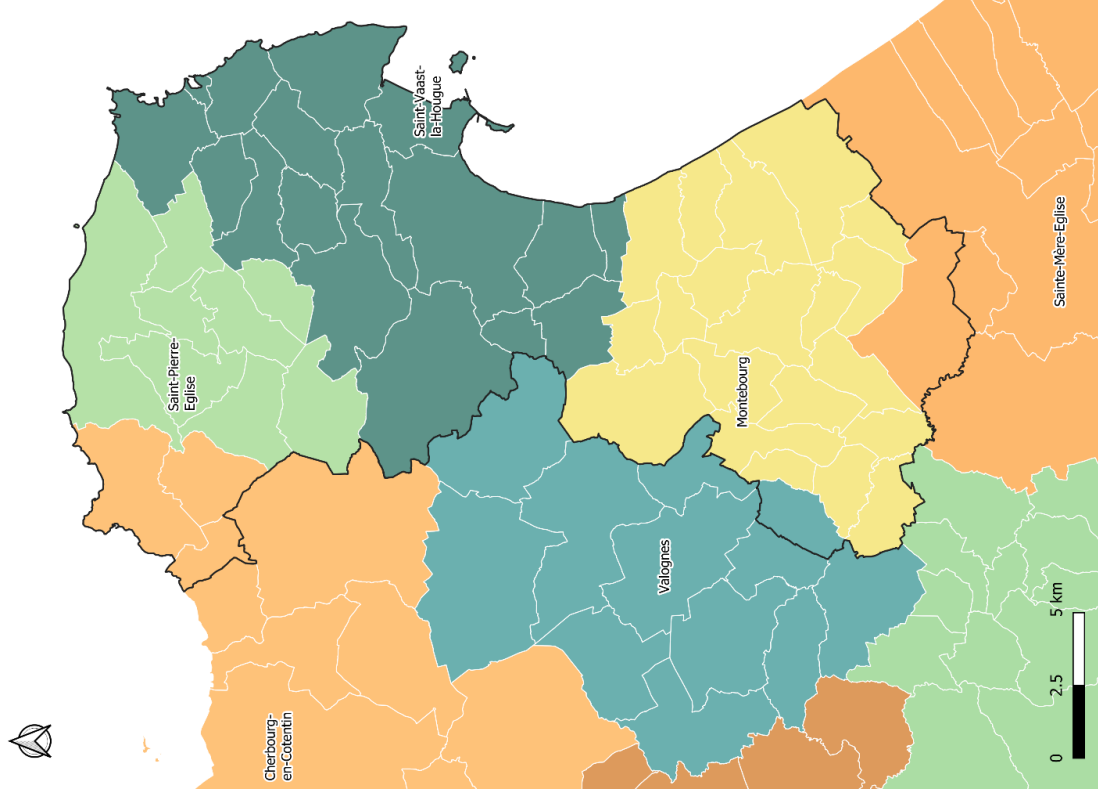 Saint-Vaast-
la-Hougue
Saint-Pierre-
Eglise
Sainte-Mère-Eglise
Montebourg
Valognes
Cherbourg-
en-Cotentin
0 2.5 5 km